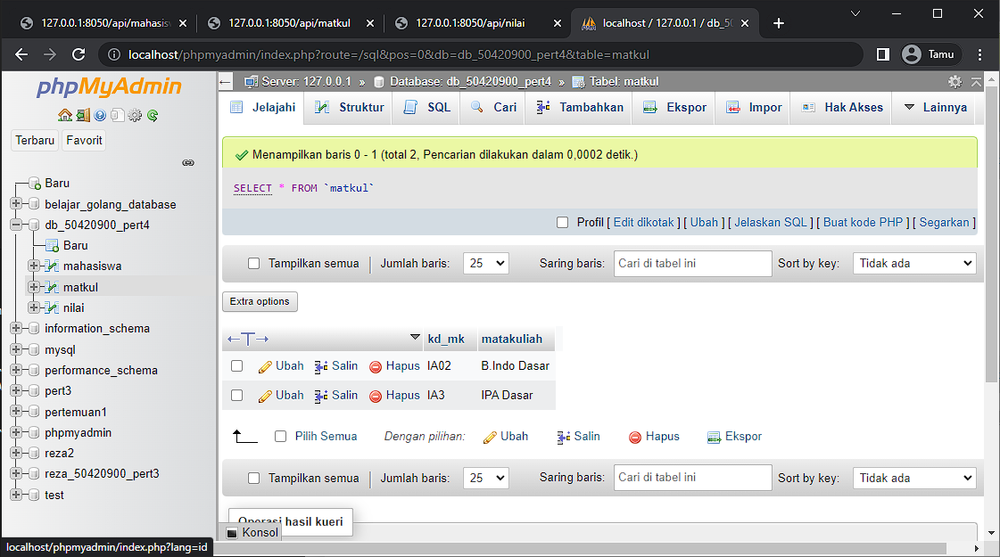 127.0.0.1:8050/api/mahasis
127.0.0.1:8050/api/matkul
127.0.0.1:8050/api/nilai
localhost / 127.0.0.1 / db_50
localhost/phpmyadmin/index.php?route=/sql&pos=0&db=db_50420900_pert4&table=matkul
Tamu
phpMyAdmin
Terbaru Favorit
Baru
belajar_golang_database
db_50420900_pert4
Baru
mahasiswa
matkul
nilai
information_schema
mysql
performance_schema
pert3
pertemuan1
phpmyadmin
reza2
reza_50420900_pert3
test
localhost/phpmyadmin/index.php?lang=id
Server: 127.0.0.1 » Database: db_50420900_pert4 » Tabel: matkul
Jelajahi Struktur SQL Cari Tambahkan Ekspor Impor Hak Akses Lainnya
Menampilkan baris 0 - 1 (total 2, Pencarian dilakukan dalam 0,0002 detik.)
SELECT * FROM `matkul`
Profil [ Edit dikotak ] [ Ubah ] [ Jelaskan SQL ] [ Buat kode PHP ] [ Segarkan ]
Tampilkan semua | Jumlah baris: 25 Saring baris: Cari di tabel ini Sort by key: Tidak ada
Extra options
←T→ kd_mk matakuliah
Ubah Salin Hapus IA02 B.Indo Dasar
Ubah Salin Hapus IA3 IPA Dasar
Pilih Semua Dengan pilihan: Ubah Salin Hapus Ekspor
Tampilkan semua | Jumlah baris: 25 Saring baris: Cari di tabel ini Sort by key: Tidak ada
Operasi hasil kueri
Konsol